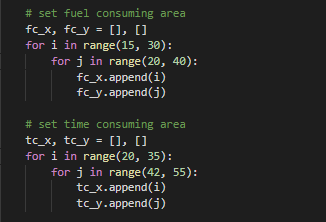 # set fuel consuming area
fc_x, fc_y = [], []
for i in range(15, 30):
    for j in range(20, 40):
        fc_x.append(i)
        fc_y.append(j)

# set time consuming area
tc_x, tc_y = [], []
for i in range(20, 35):
    for j in range(42, 55):
        tc_x.append(i)
        tc_y.append(j)